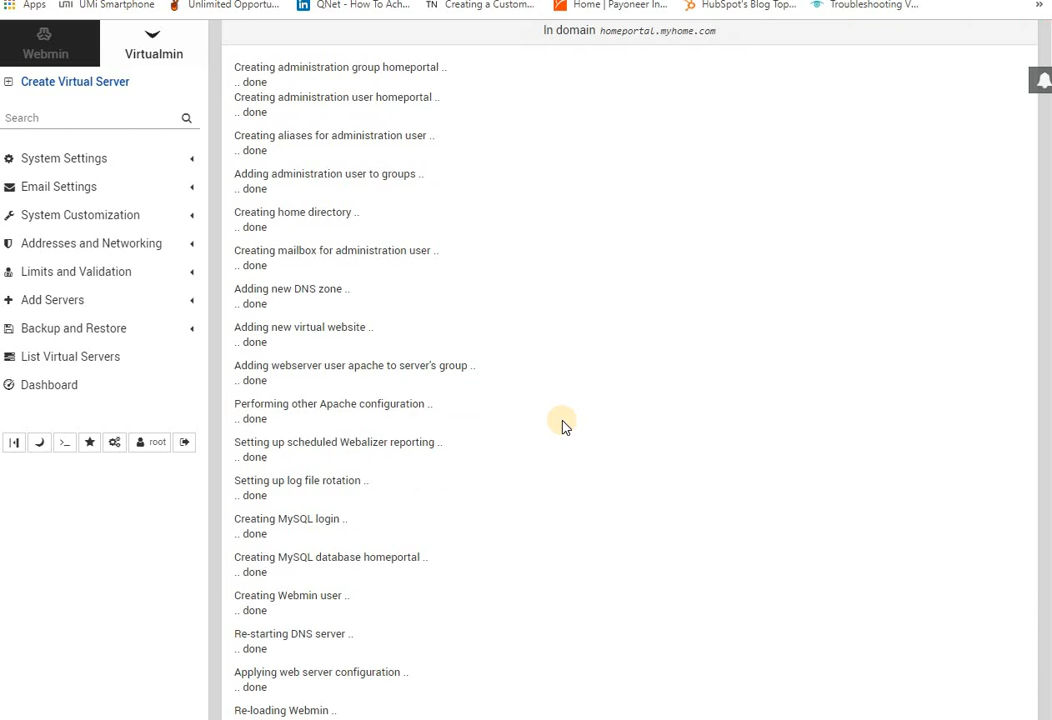 Apps
UMI Smartphone
Unlimited Opportu...
QNet - How To Ach...
TN Creating a Custom...
Home | Payoneer In...
HubSpot's Blog Top...
Troubleshooting V...
»
Webmin
Virtualmin
Create Virtual Server
Search
System Settings
Email Settings
System Customization
Addresses and Networking
Limits and Validation
Add Servers
Backup and Restore
List Virtual Servers
Dashboard
root
In domain homeportal.myhome.com
Creating administration group homeportal ..
.. done
Creating administration user homeportal ..
.. done
Creating aliases for administration user ..
.. done
Adding administration user to groups ..
.. done
Creating home directory ..
.. done
Creating mailbox for administration user ..
.. done
Adding new DNS zone ..
.. done
Adding new virtual website ..
.. done
Adding webserver user apache to server's group ..
.. done
Performing other Apache configuration ..
.. done
Setting up scheduled Webalizer reporting ..
.. done
Setting up log file rotation ..
.. done
Creating MySQL login ..
.. done
Creating MySQL database homeportal ..
.. done
Creating Webmin user ..
.. done
Re-starting DNS server ..
.. done
Applying web server configuration ..
.. done
Re-loading Webmin ..